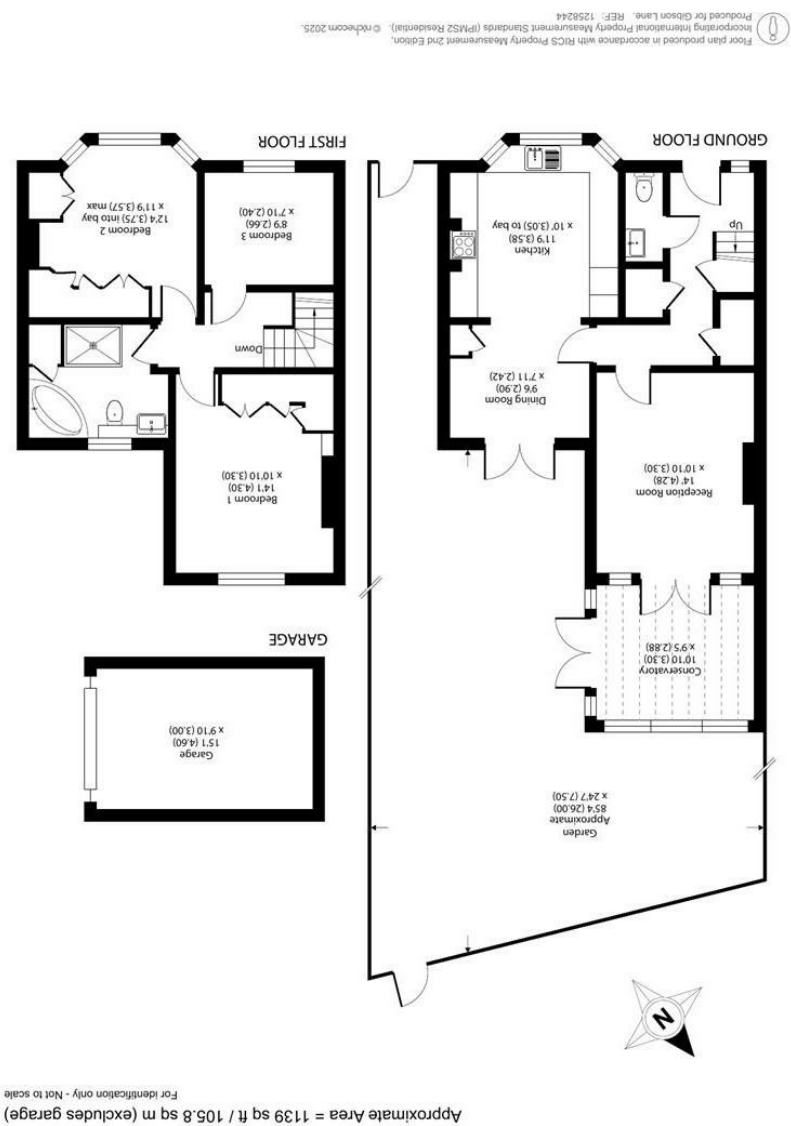 Approximate Area = 1139 sq ft / 105.8 sq m (excludes garage)
For identification only - Not to scale
N
Garden
Approximate
85'4 (26.00)
x 24'7 7.50)
Garage
15'1 (4.60)
x 9'10 (3.00)
GARAGE
Conservatory
10'10 (3.30)
x 9'5 (2.88)
Reception Room
14' (4.28)
x 10'10 (3.30)
Dining Room
9'6 (2.90)
x 7'11 (2.42)
Kitchen
11'9 (3.58)
x 10' (3.05) to bay
Up
GROUND FLOOR
Bedroom 1
14'1 (4.30)
x 10'10 (3.30)
Down
Bedroom 3
8'9 (2.66)
x 7'10 (2.40)
Bedroom 2
12'4 (3.75) into bay
x 11'9 (3.57) max
FIRST FLOOR
Floor plan produced in accordance with RICS Property Measurement 2nd Edition,
Incorporating International Property Measurement Standards (IPMS2 Residential). ©nichecom 2025.
Produced for Gibson Lane. REF: 1258244